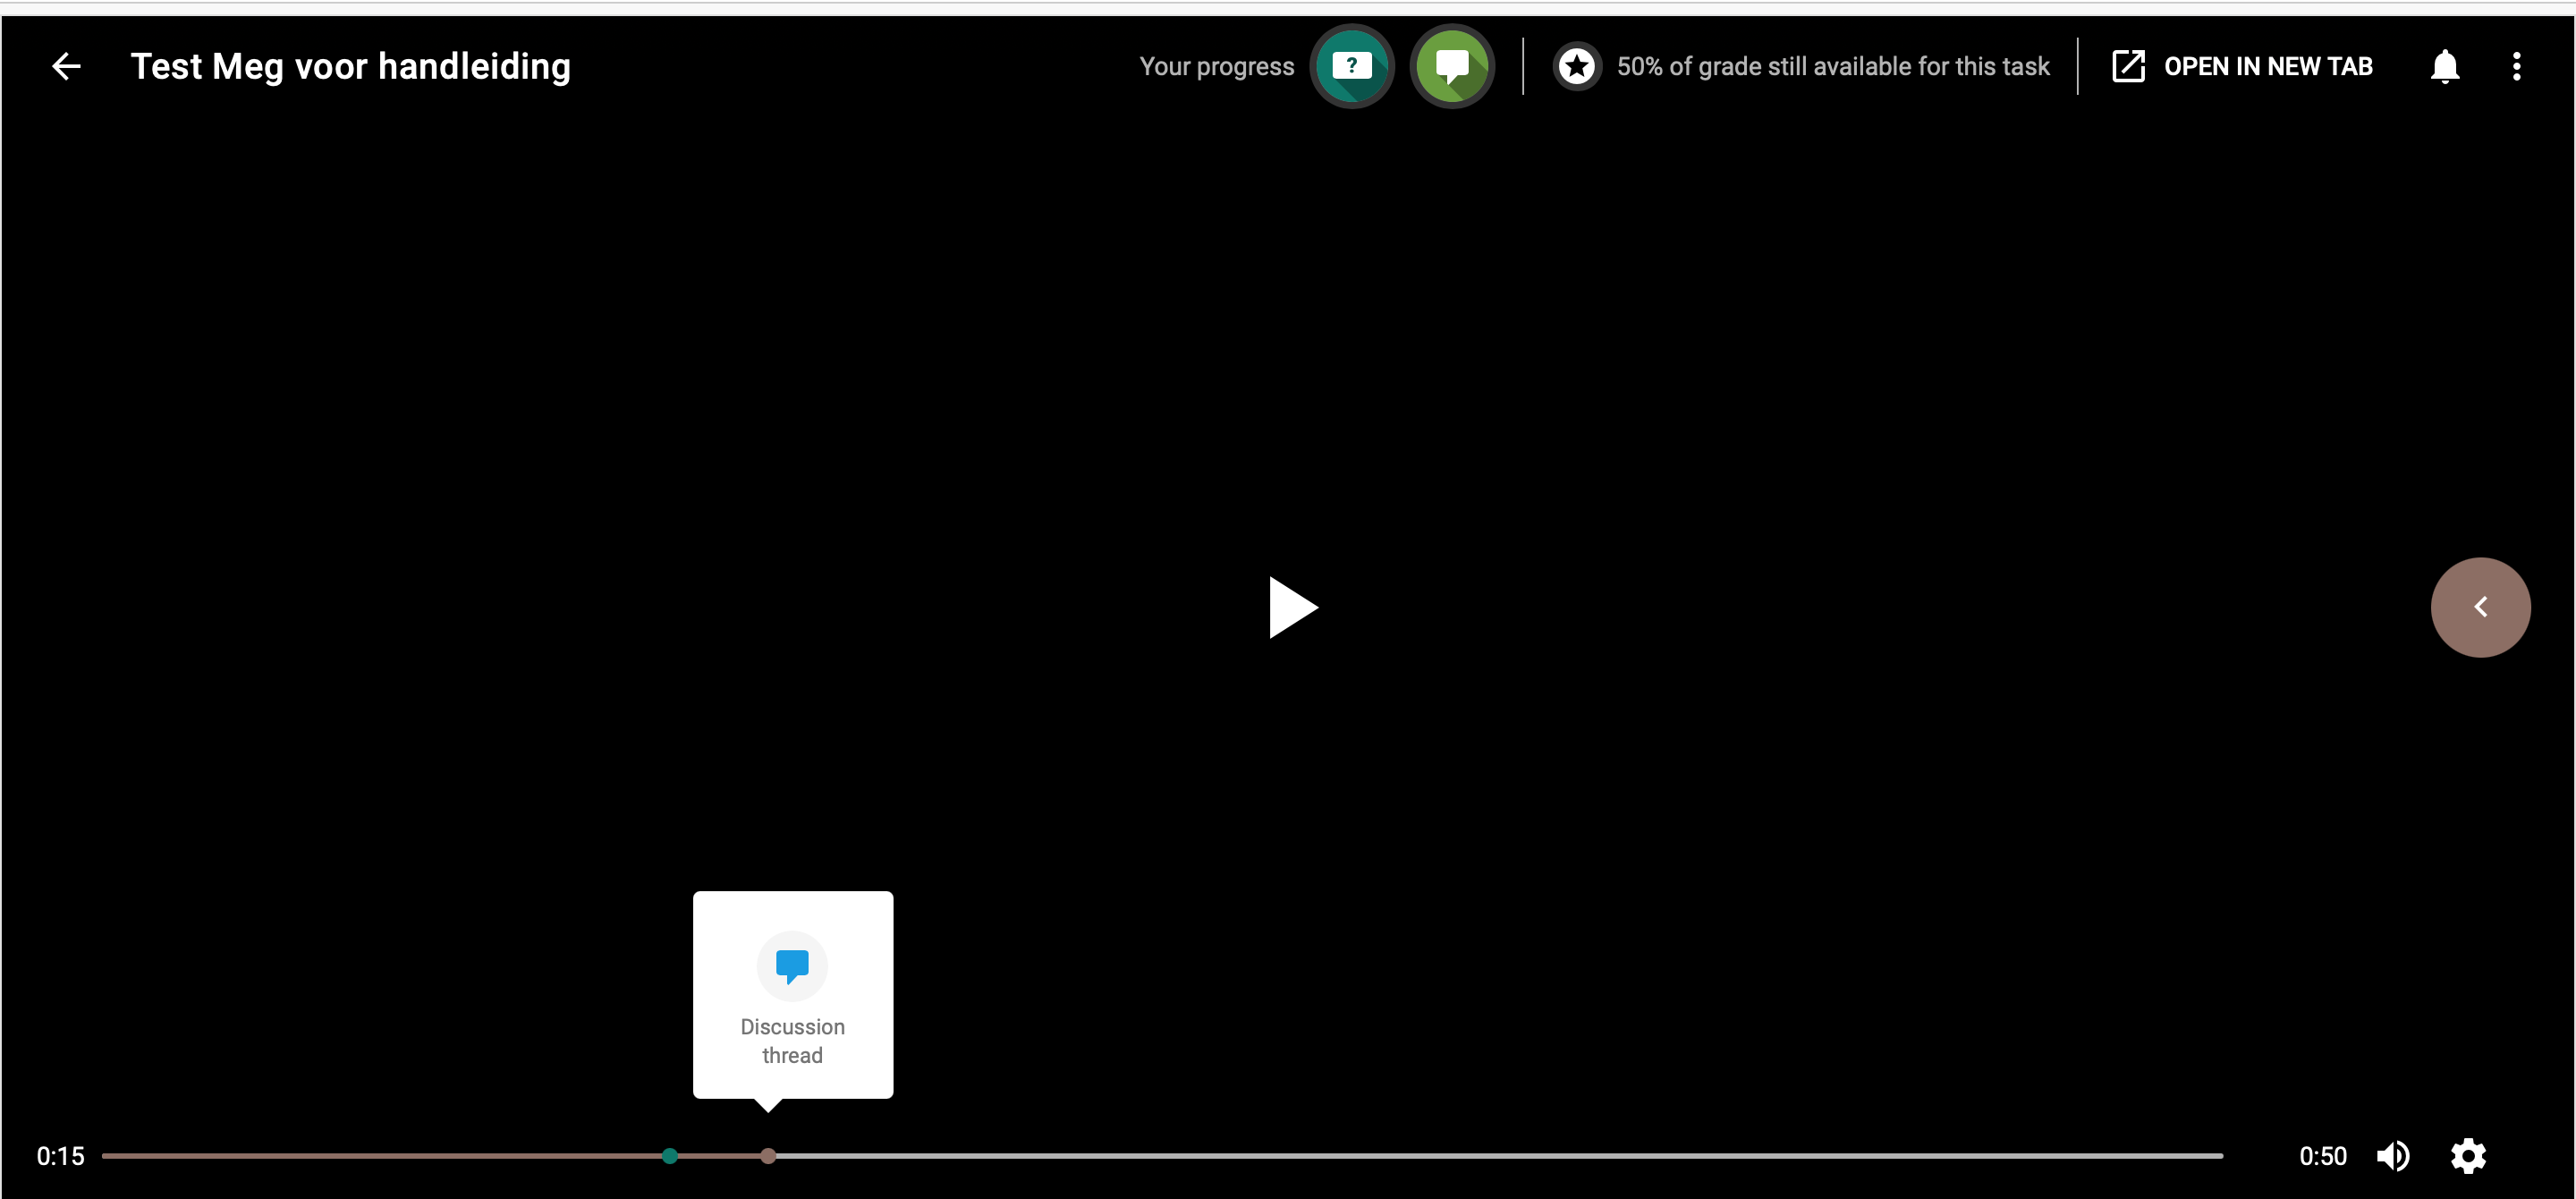 Test Meg voor handleiding
Your progress
?
50% of grade still available for this task
OPEN IN NEW TAB
Discussion
thread
0:15
0:50